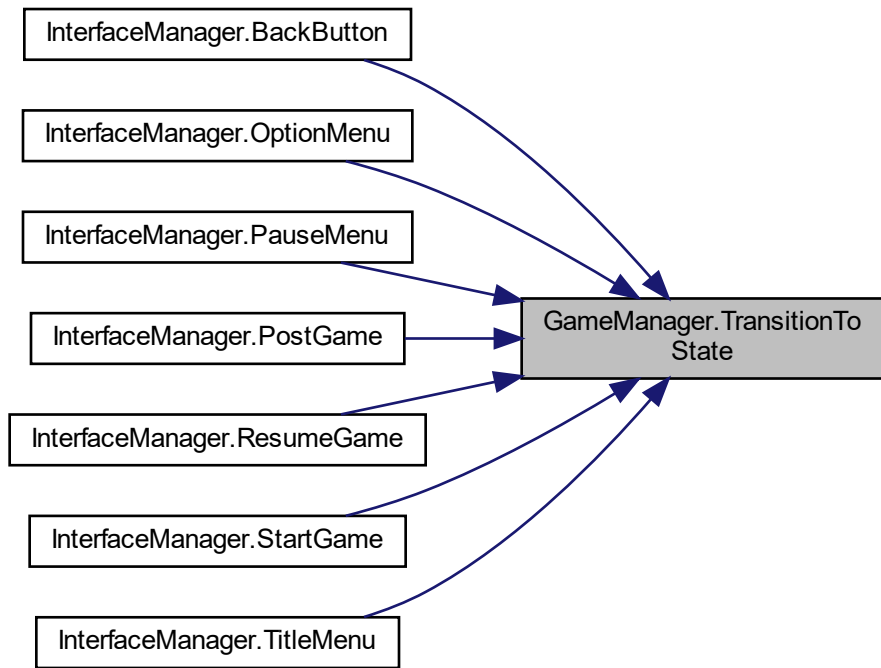 InterfaceManager.BackButton
InterfaceManager.OptionMenu
InterfaceManager.PauseMenu
InterfaceManager.PostGame
GameManager.TransitionTo
State
InterfaceManager.ResumeGame
InterfaceManager.StartGame
InterfaceManager.TitleMenu